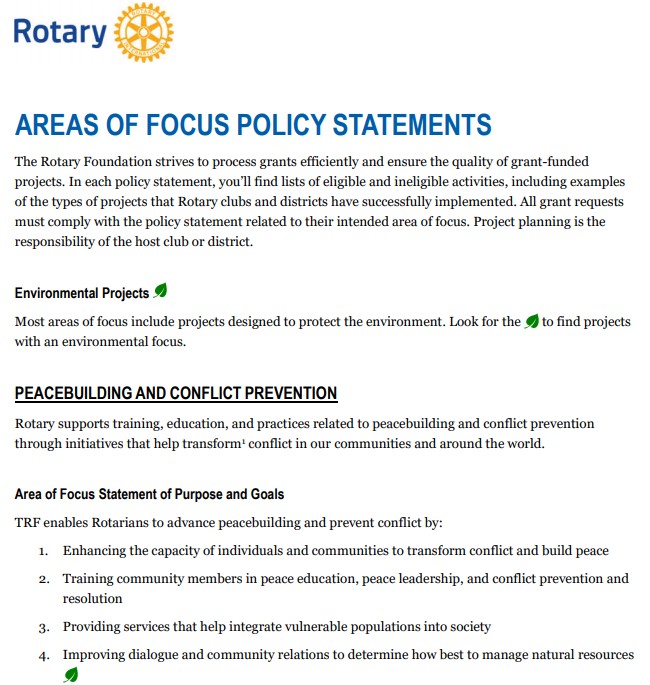 Rotary
ROTARY
INTERNATIONAL
AREAS OF FOCUS POLICY STATEMENTS
The Rotary Foundation strives to process grants efficiently and ensure the quality of grant-funded
projects. In each policy statement, you’ll find lists of eligible and ineligible activities, including examples
of the types of projects that Rotary clubs and districts have successfully implemented. All grant requests
must comply with the policy statement related to their intended area of focus. Project planning is the
responsibility of the host club or district.
Environmental Projects
Most areas of focus include projects designed to protect the environment. Look for the to find projects
with an environmental focus.
PEACEBUILDING AND CONFLICT PREVENTION
Rotary supports training, education, and practices related to peacebuilding and conflict prevention
through initiatives that help transform¹ conflict in our communities and around the world.
Area of Focus Statement of Purpose and Goals
TRF enables Rotarians to advance peacebuilding and prevent conflict by:
1. Enhancing the capacity of individuals and communities to transform conflict and build peace
2. Training community members in peace education, peace leadership, and conflict prevention and
resolution
3. Providing services that help integrate vulnerable populations into society
4. Improving dialogue and community relations to determine how best to manage natural resources